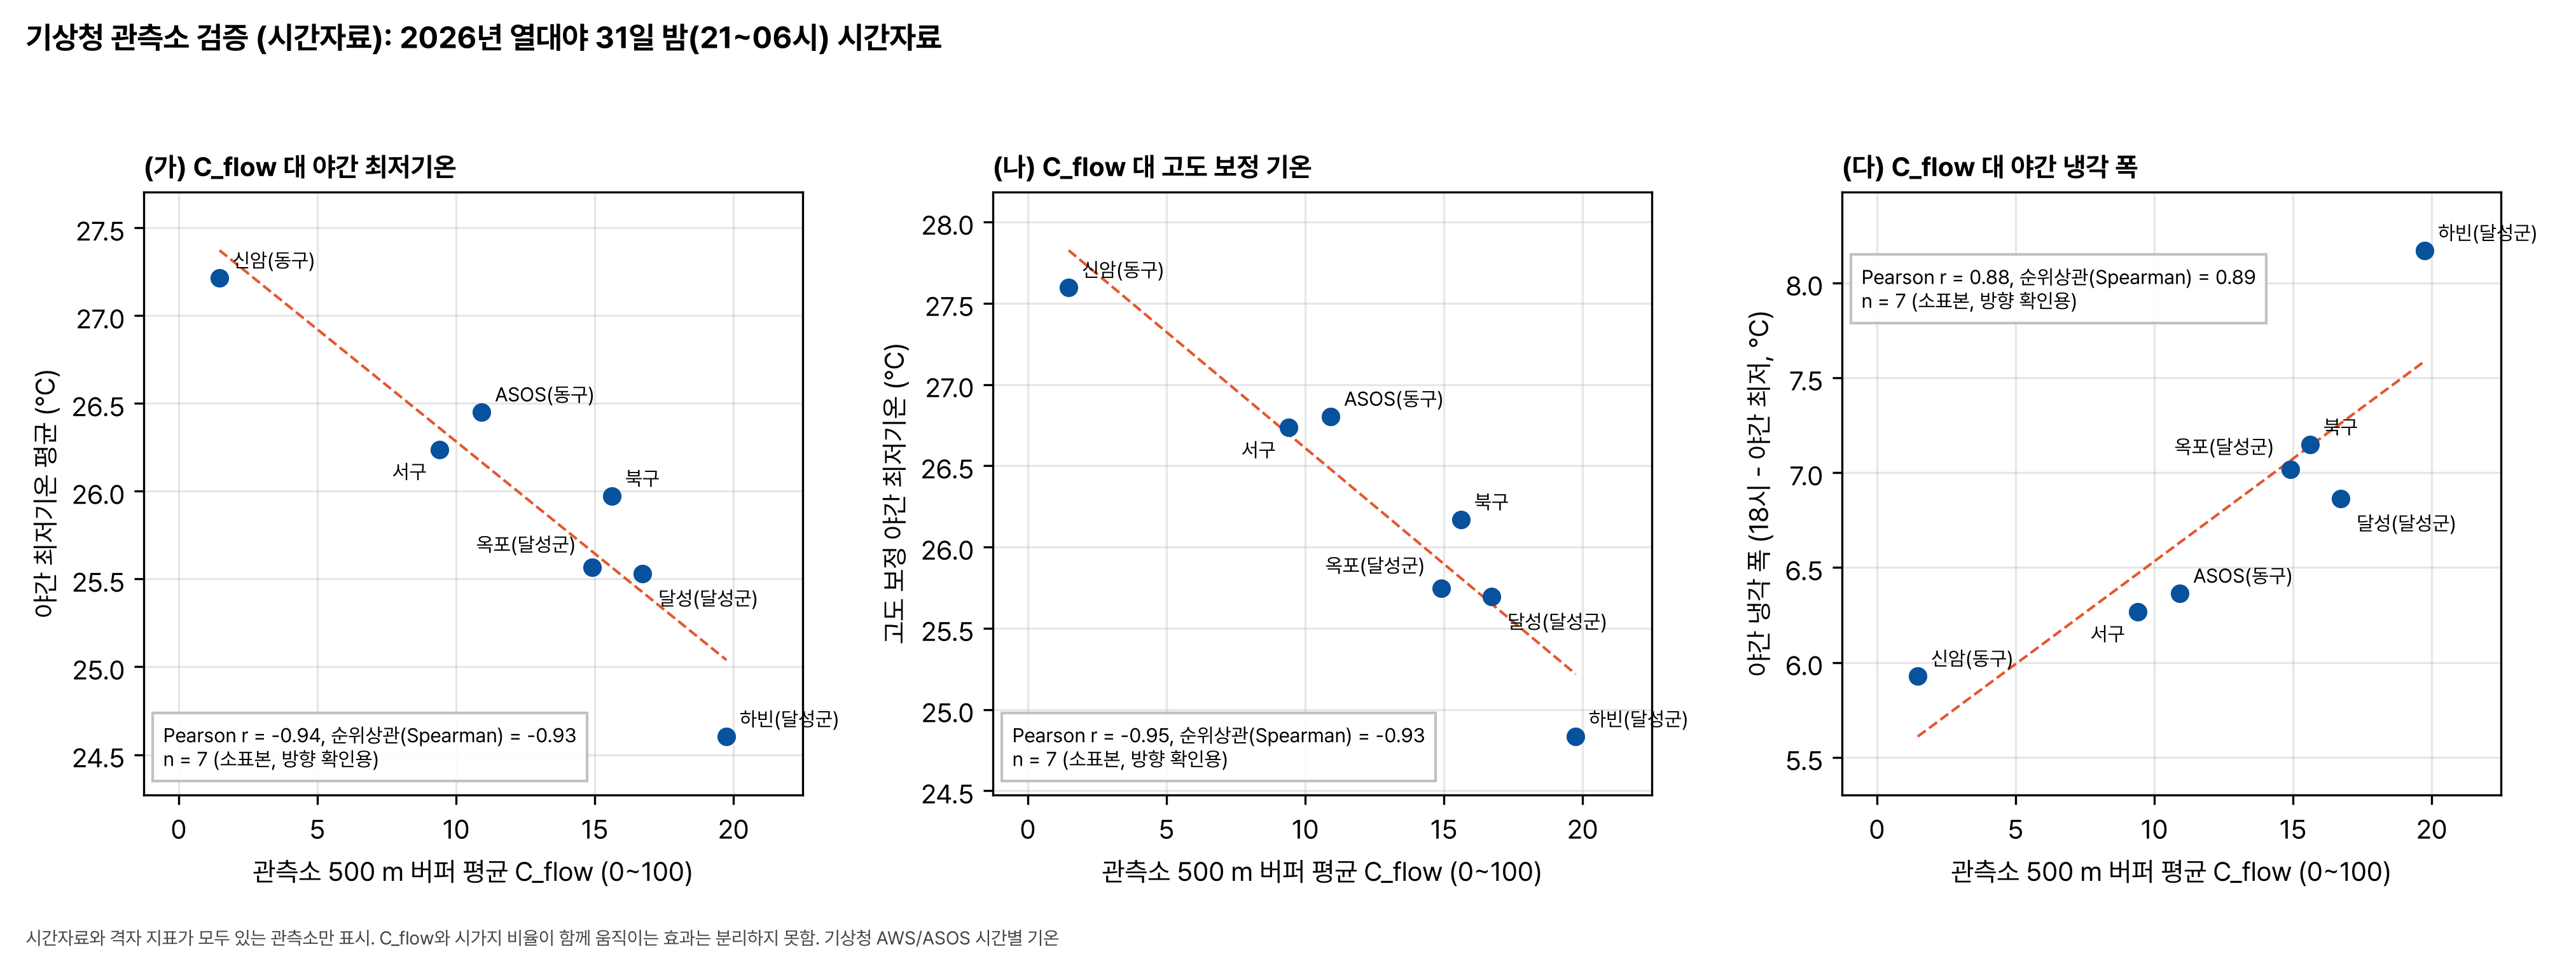 기상청 관측소 검증 (시간자료): 2026년 열대야 31일 밤(21~06시) 시간자료
(가) C_flow 대 야간 최저기온
야간 최저기온 평균 (°C)
27.5
27.0
26.5
26.0
25.5
25.0
24.5
신암(동구)
ASOS(동구)
서구
북구
옥포(달성군)
달성(달성군)
하빈(달성군)
Pearson r = -0.94, 순위상관(Spearman) = -0.93
n = 7 (소표본, 방향 확인용)
0 5 10 15 20
관측소 500 m 버퍼 평균 C_flow (0~100)
(나) C_flow 대 고도 보정 기온
고도 보정 야간 최저기온 (°C)
28.0
27.5
27.0
26.5
26.0
25.5
25.0
24.5
신암(동구)
ASOS(동구)
서구
북구
옥포(달성군)
달성(달성군)
하빈(달성군)
Pearson r = -0.95, 순위상관(Spearman) = -0.93
n = 7 (소표본, 방향 확인용)
0 5 10 15 20
관측소 500 m 버퍼 평균 C_flow (0~100)
(다) C_flow 대 야간 냉각 폭
야간 냉각 폭 (18시 - 야간 최저, °C)
8.0
7.5
7.0
6.5
6.0
5.5
하빈(달성군)
Pearson r = 0.88, 순위상관(Spearman) = 0.89
n = 7 (소표본, 방향 확인용)
북구
옥포(달성군)
달성(달성군)
ASOS(동구)
서구
신암(동구)
0 5 10 15 20
관측소 500 m 버퍼 평균 C_flow (0~100)
시간자료와 격자 지표가 모두 있는 관측소만 표시. C_flow와 시가지 비율이 함께 움직이는 효과는 분리하지 못함. 기상청 AWS/ASOS 시간별 기온